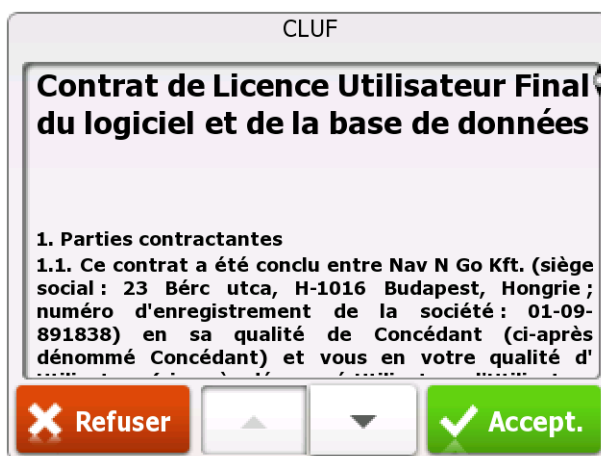 CLUF
Contrat de Licence Utilisateur Final
du logiciel et de la base de données
1. Parties contractantes
1.1. Ce contrat a été conclu entre Nav N Go Kft. (siège
social : 23 Bérc utca, H-1016 Budapest, Hongrie ;
numéro d'enregistrement de la société : 01-09-
891838) en sa qualité de Concédant (ci-après
dénommé Concédant) et vous en votre qualité d'
Refuser
Accept.